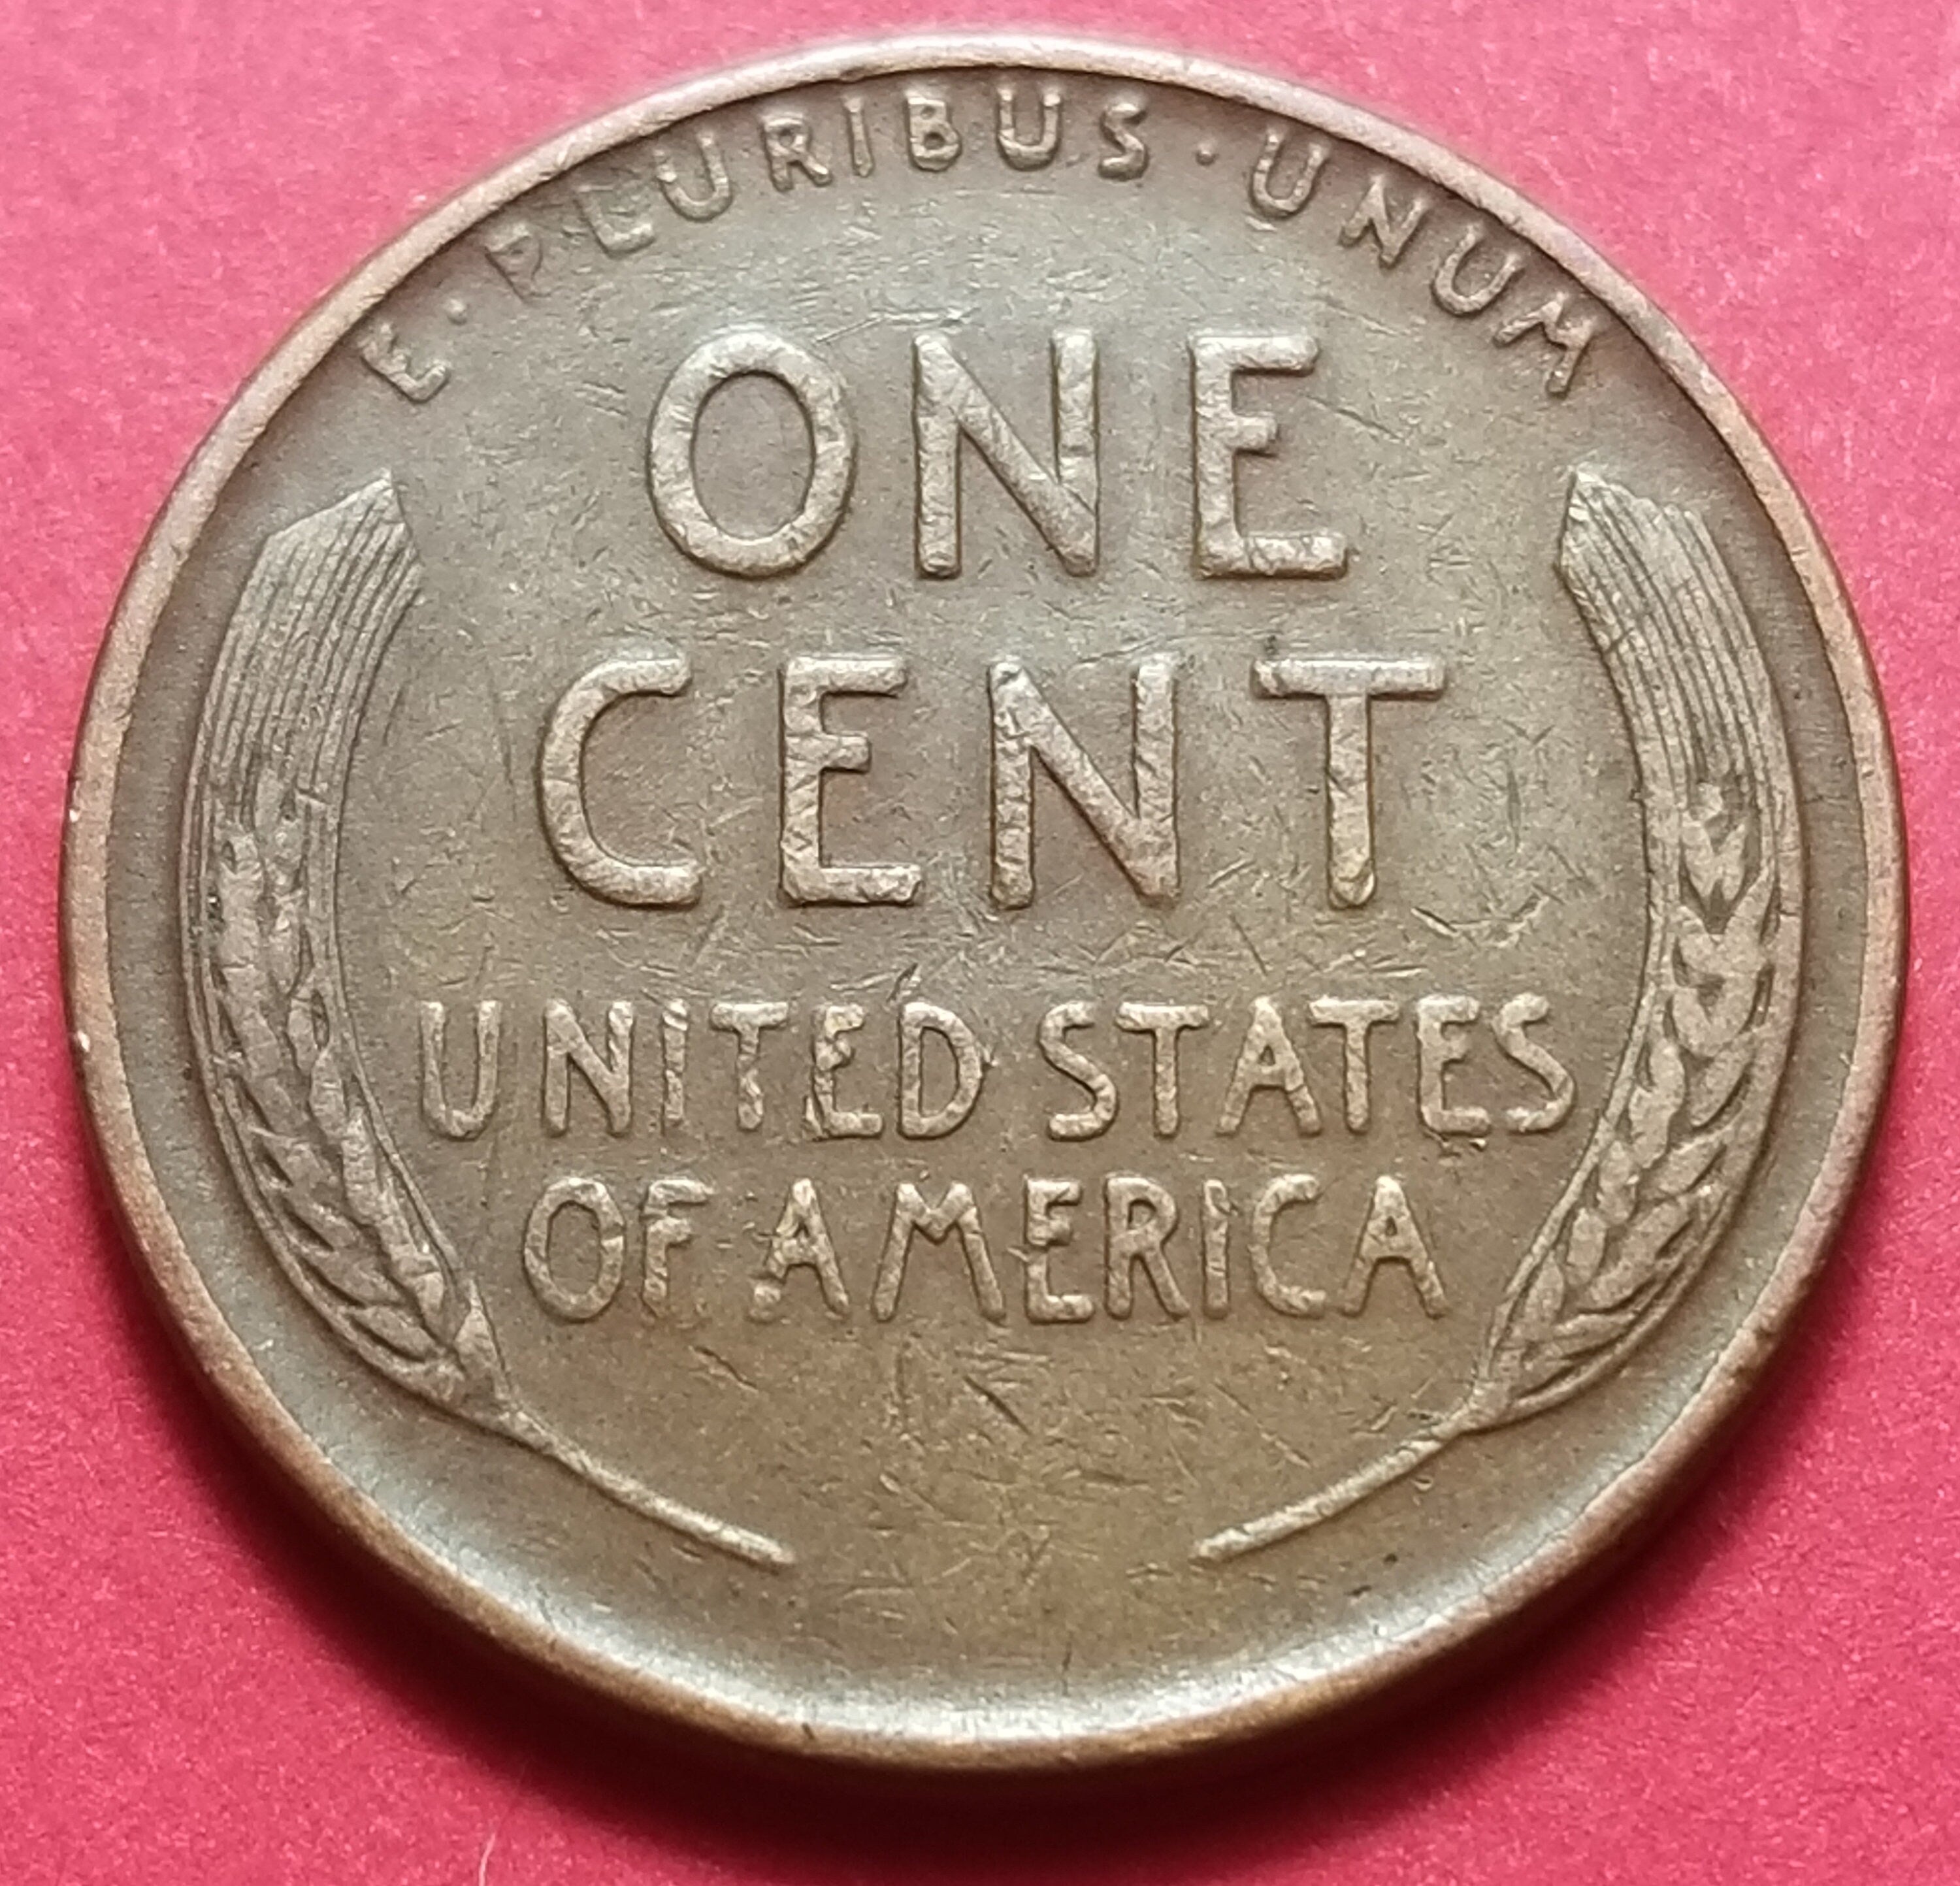 E·PLURIBUS·UNUM
ONE
CENT
UNITED STATES
OF AMERICA